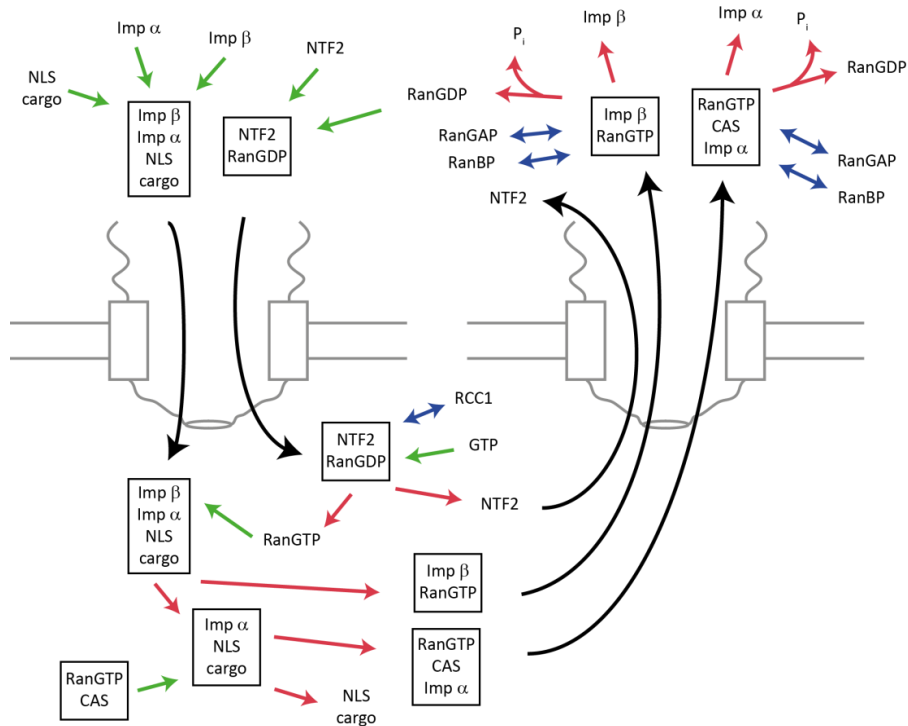 Imp α
Imp β
NTF2
NLS
cargo
Imp β
Imp α
NLS
cargo
NTF2
RanGDP
Pi
Imp β
Imp α
Pi
RanGDP
RanGDP
RanGAP
RanBP
NTF2
Imp β
RanGTP
RanGTP
CAS
Imp α
RanGAP
RanBP
RCC1
GTP
NTF2
RanGDP
NTF2
Imp β
Imp α
NLS
cargo
RanGTP
Imp β
RanGTP
Imp α
NLS
cargo
RanGTP
CAS
Imp α
RanGTP
CAS
NLS
cargo